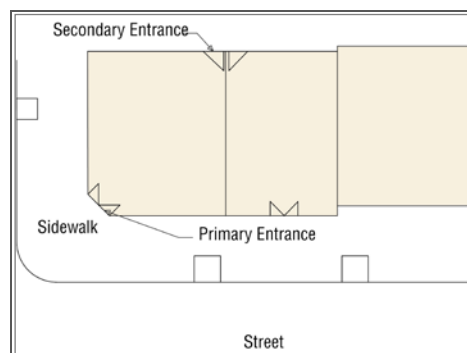 Secondary Entrance
Sidewalk
Primary Entrance
Street